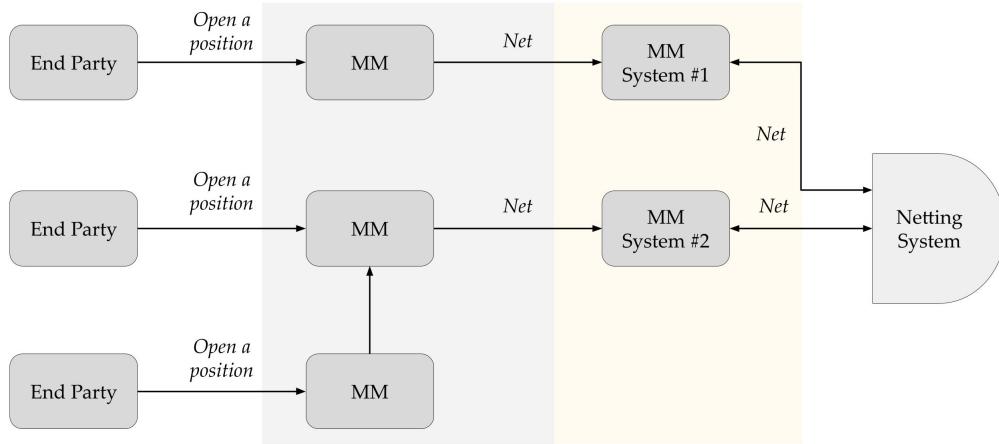 Open a
position
Net
End Party
MM
MM
System #1
Net
Open a
position
Net
Net
End Party
MM
MM
System #2
Netting
System
Open a
position
End Party
MM